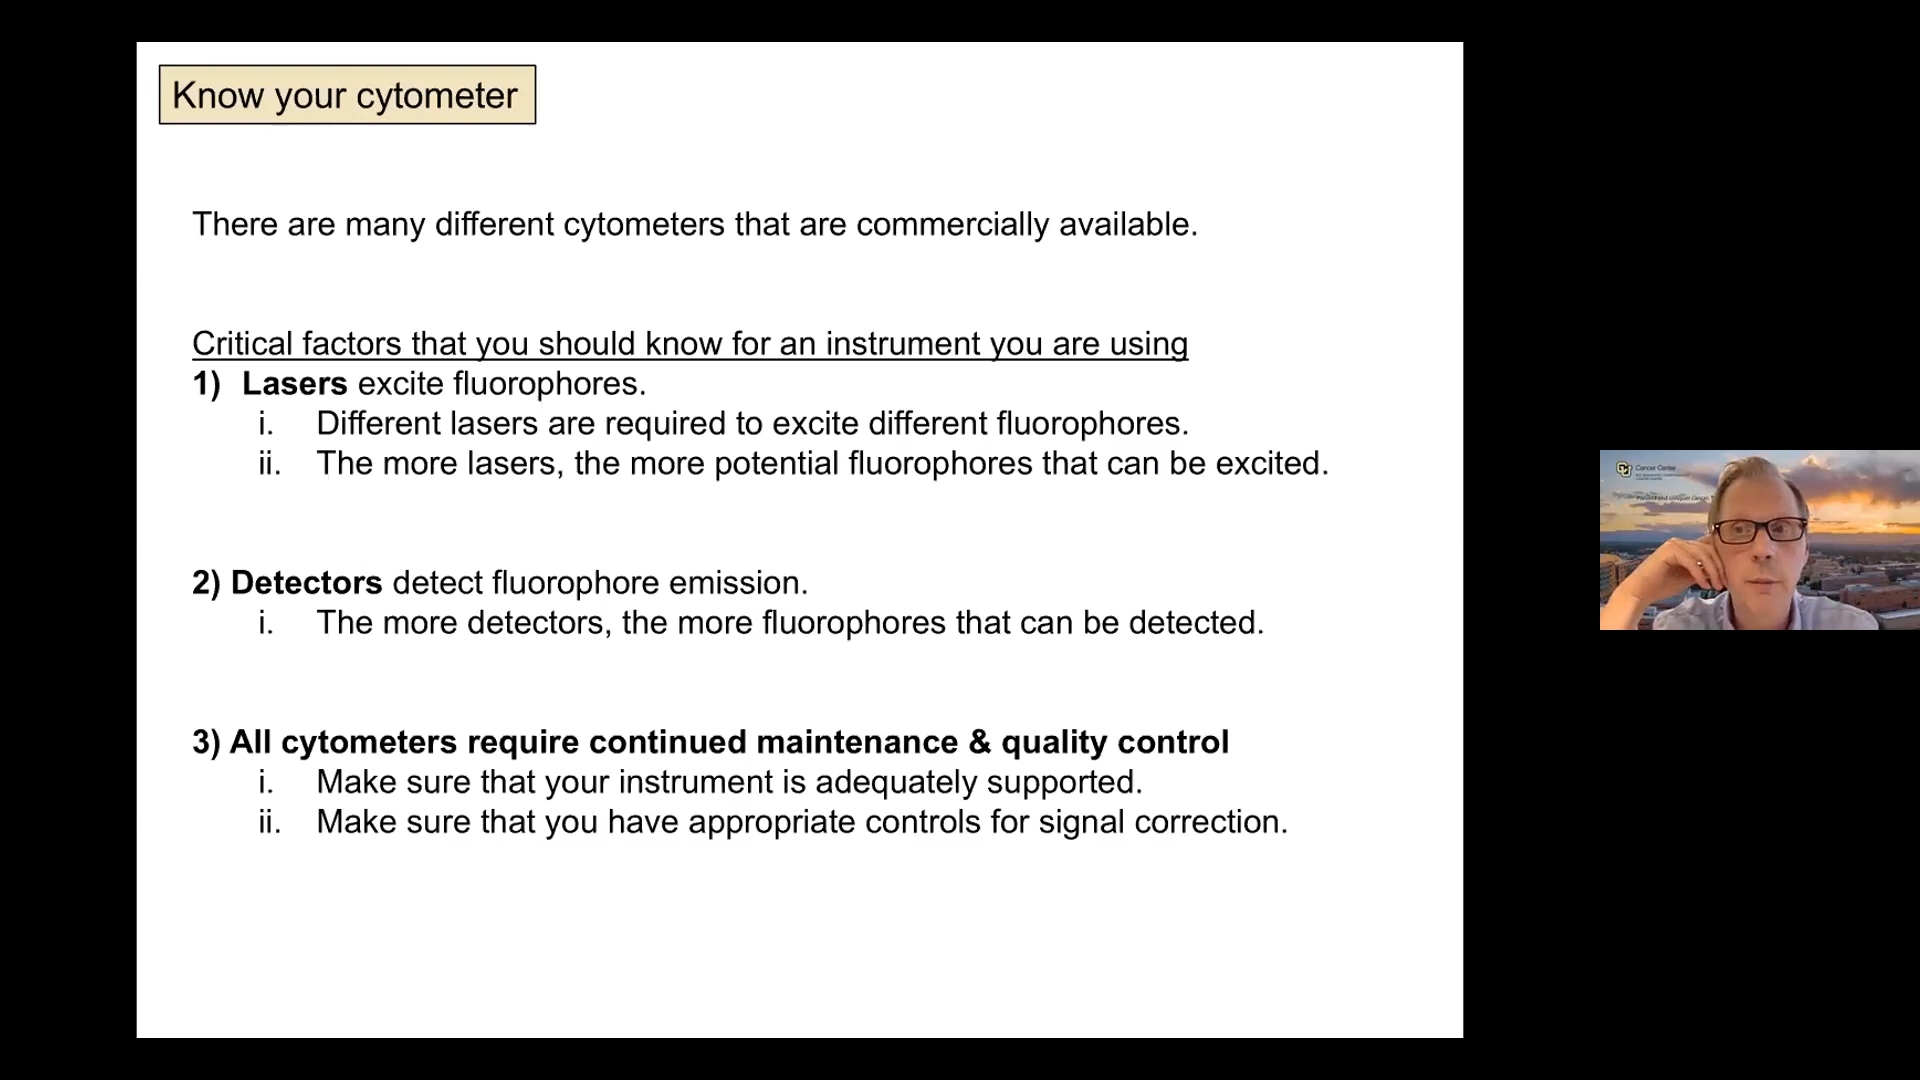 Know your cytometer
There are many different cytometers that are commercially available.
Critical factors that you should know for an instrument you are using
1) Lasers excite fluorophores.
i. Different lasers are required to excite different fluorophores.
ii. The more lasers, the more potential fluorophores that can be excited.
2) Detectors detect fluorophore emission.
i. The more detectors, the more fluorophores that can be detected.
3) All cytometers require continued maintenance & quality control
i. Make sure that your instrument is adequately supported.
ii. Make sure that you have appropriate controls for signal correction.
Cancer Center
Prevent and conquer cancer.